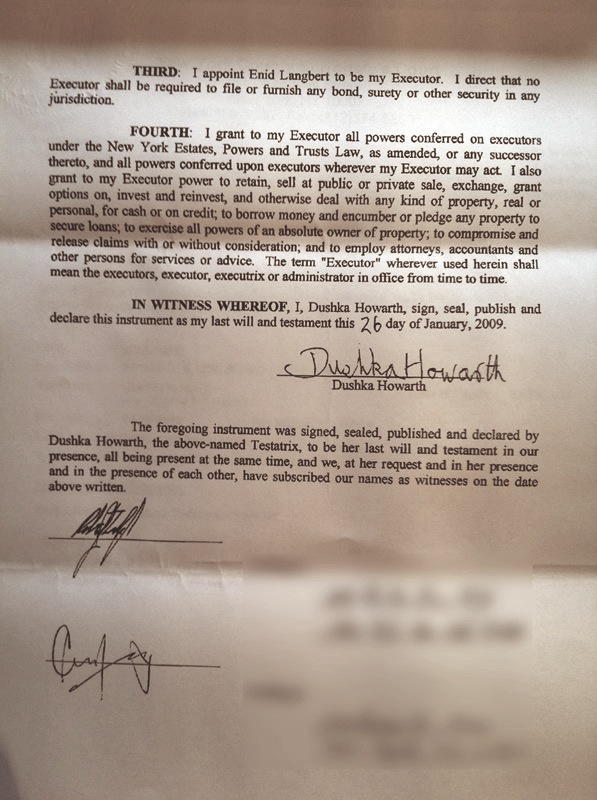 THIRD: I appoint Enid Langbert to be my Executor. I direct that no
Executor shall be required to file or furnish any bond, surety or other security in any
jurisdiction.
FOURTH: I grant to my Executor all powers conferred on executors
under the New York Estates, Powers and Trusts Law, as amended, or any successor
thereto, and all powers conferred upon executors wherever my Executor may act. I also
grant to my Executor power to retain, sell at public or private sale, exchange, grant
options on, invest and reinvest, and otherwise deal with any kind of property, real or
personal, for cash or on credit; to borrow money and encumber or pledge any property to
secure loans; to exercise all powers of an absolute owner of property; to compromise and
release claims with or without consideration; and to employ attorneys, accountants and
other persons for services or advice. The term "Executor" wherever used herein shall
mean the executors, executor, executrix or administrator in office from time to time.
IN WITNESS WHEREOF, I, Dushka Howarth, sign, seal, publish and
declare this instrument as my last will and testament this 26 day of January, 2009.
Dushka Howarth
Dushka Howarth
The foregoing instrument was signed, sealed, published and declared by
Dushka Howarth, the above-named Testatrix, to be her last will and testament in our
presence, all being present at the same time, and we, at her request and in her presence
and in the presence of each other, have subscribed our names as witnesses on the date
above written.